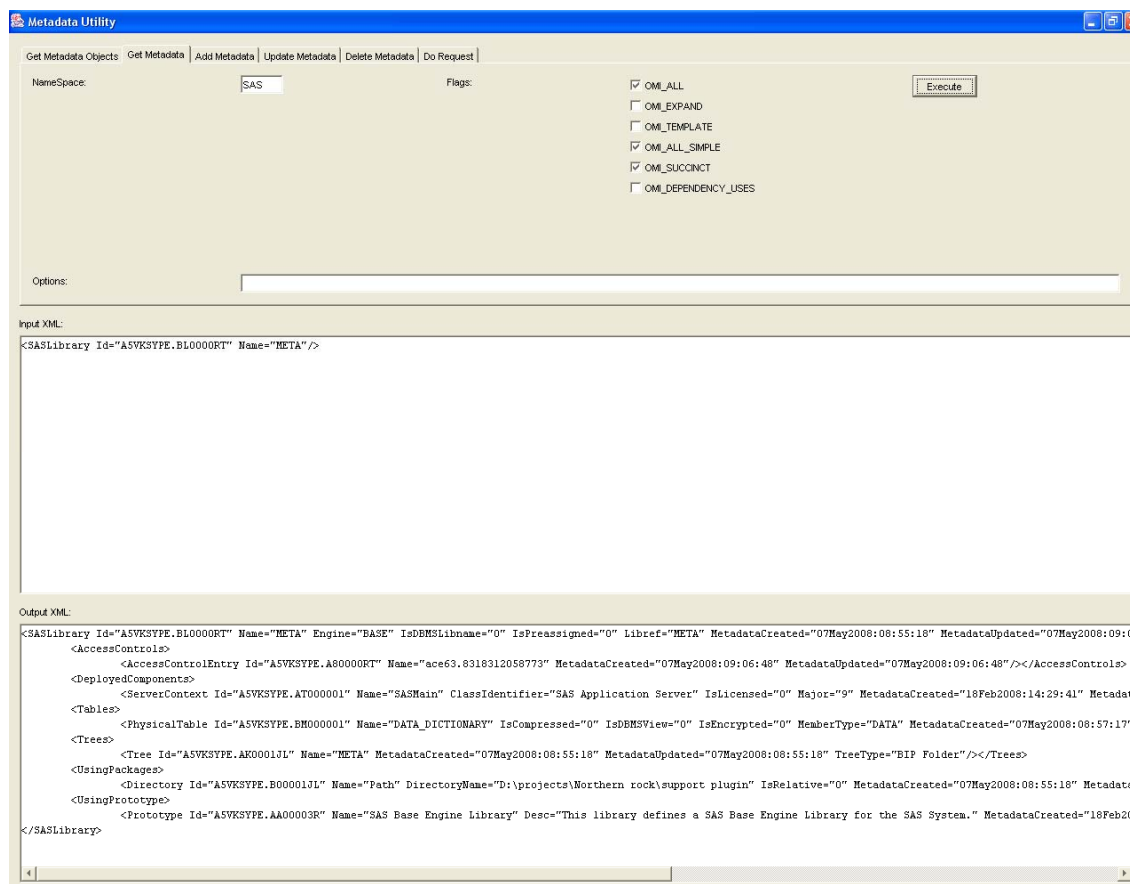 Metadata Utility
Get Metadata Objects Get Metadata Add Metadata Update Metadata Delete Metadata Do Request
NameSpace: SAS Flags: OMI_ALL Execute
OMI_EXPAND
OMI_TEMPLATE
OMI_ALL_SIMPLE
OMI_SUCCINCT
OMI_DEPENDENCY_USES
Options:
Input XML:
<SASLibrary Id="A5VKSYPE.BL0000RT" Name="META"/>
Output XML:
<SASLibrary Id="A5VKSYPE.BL0000RT" Name="META" Engine="BASE" IsDBMSLibname="0" IsPreassigned="0" Libref="META" MetadataCreated="07May2008:08:55:18" MetadataUpdated="07May2008:09:0
<AccessControls>
<AccessControlEntry Id="A5VKSYPE.A80000RT" Name="ace63.8318312058773" MetadataCreated="07May2008:09:06:48" MetadataUpdated="07May2008:09:06:48"/></AccessControls>
<DeployedComponents>
<ServerContext Id="A5VKSYPE.AT000001" Name="SASMain" ClassIdentifier="SAS Application Server" IsLicensed="0" Major="9" MetadataCreated="18Feb2008:14:29:41" Metadat
<Tables>
<PhysicalTable Id="A5VKSYPE.BM000001" Name="DATA_DICTIONARY" IsCompressed="0" IsDBMSView="0" IsEncrypted="0" MemberType="DATA" MetadataCreated="07May2008:08:57:17"
<Trees>
<Tree Id="A5VKSYPE.AK0001JL" Name="META" MetadataCreated="07May2008:08:55:18" MetadataUpdated="07May2008:08:55:18" TreeType="BIP Folder"/></Trees>
<UsingPackages>
<Directory Id="A5VKSYPE.B00001JL" Name="Path" DirectoryName="D:\projects\Northern rock\support plugin" IsRelative="0" MetadataCreated="07May2008:08:55:18" Metadata
<UsingPrototype>
<Prototype Id="A5VKSYPE.AA00003R" Name="SAS Base Engine Library" Desc="This library defines a SAS Base Engine Library for the SAS System." MetadataCreated="18Feb20
</SASLibrary>